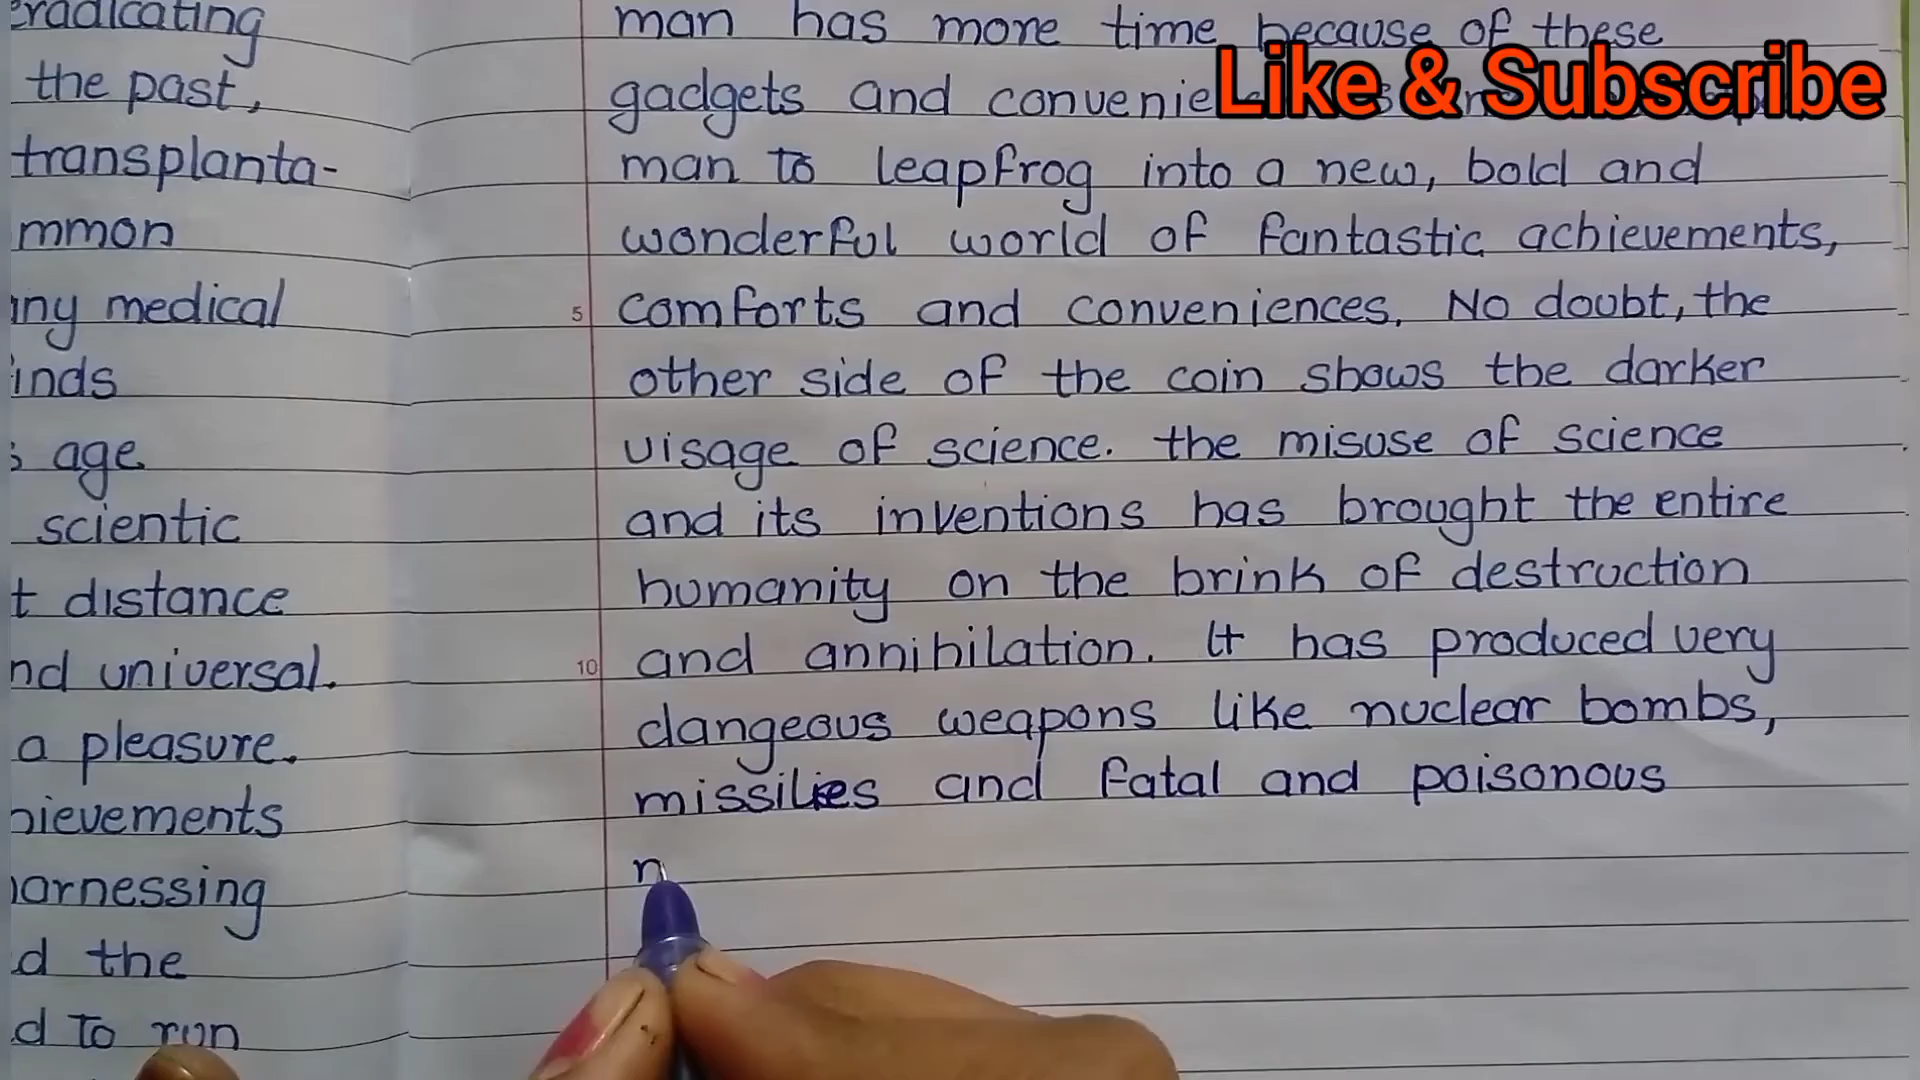 eradicating
the past,
transplanta-
mmon
any medical
inds
s age
scientic
t distance
nd universal.
a pleasure.
hievements
harnessing
d the
d to run
man has more time because of these
gadgets and
Like & Subscribe
man to leapfrog into a new, bold and
wonderful world of fantastic achievements,
5
comforts and conveniences. No doubt, the
other side of the coin shows the darker
visage of science. the misuse of science
and its inventions has brought the entire
humanity on the brink of destruction
10
and annihilation. It has produced very
dangeous weapons like nuclear bombs,
missilies and fatal and poisonous